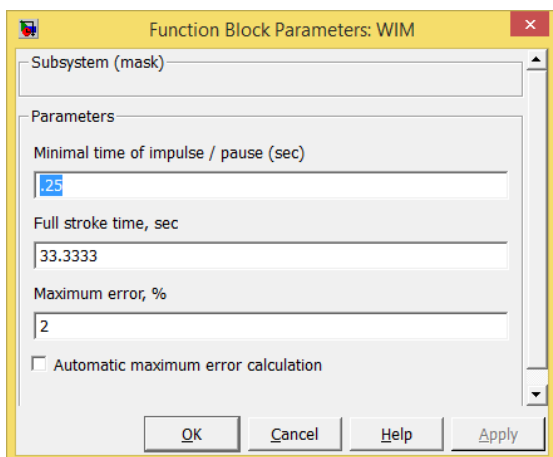 Function Block Parameters: WIM
Subsystem (mask)
Parameters
Minimal time of impulse / pause (sec)
.25
Full stroke time, sec
33.3333
Maximum error, %
2
Automatic maximum error calculation
OK Cancel Help Apply